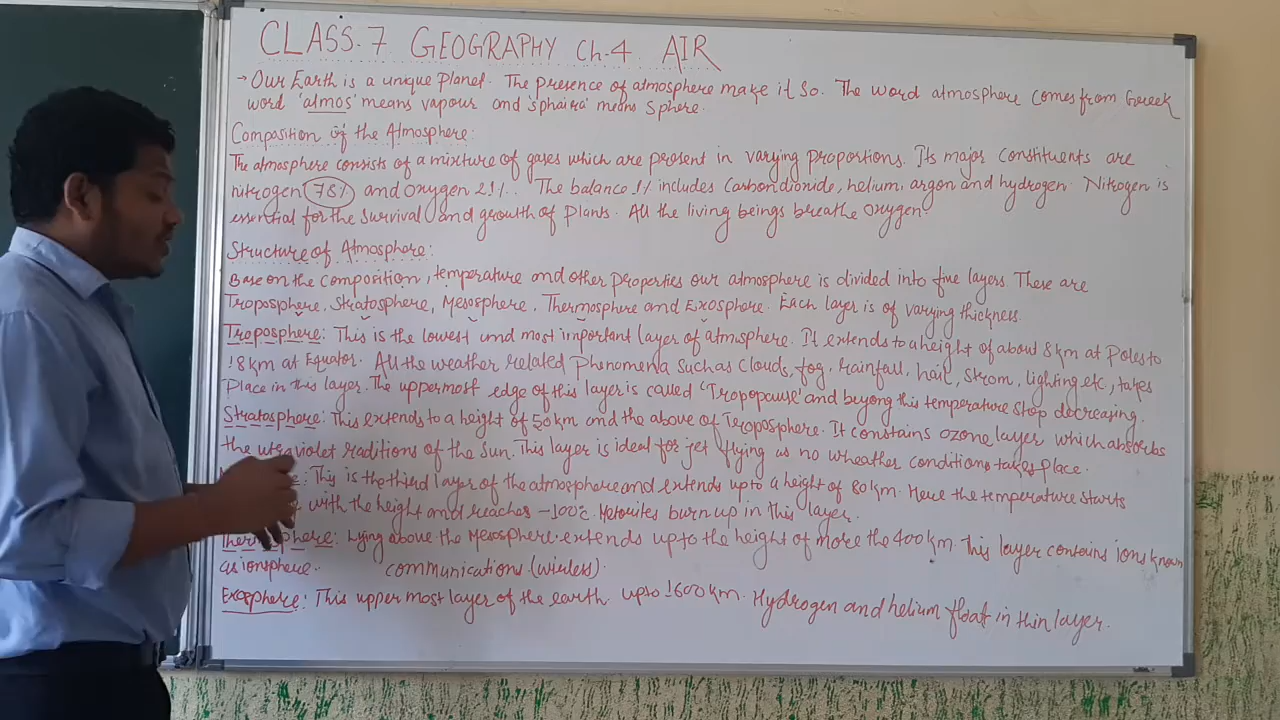 CLASS.7 GEOGRAPHY Ch.4 AIR
→ Our Earth is a unique planet. The presence of atmosphere make it so. The word atmosphere comes from Greek
word 'atmos' means vapour and 'sphaira' means sphere.
Composition of the Atmosphere:
The atmosphere consists of a mixture of gases which are present in varying proportions. Its major constituents are
nitrogen 78% and oxygen 21%. The balance 1% includes Carbondioxide, helium, argon and hydrogen. Nitrogen is
essential for the survival and growth of plants. All the living beings breathe oxygen.
Structure of Atmosphere:
Base on the composition, temperature and other properties our atmosphere is divided into five layers. These are
Troposphere, Stratosphere, Mesosphere, Thermosphere and Exosphere. Each layer is of varying thickness.
Troposphere: This is the lowest and most important layer of atmosphere. It extends to a height of about 8km at Poles to
18km at Equator. All the weather related phenomena such as clouds, fog, rainfall, hail, strom, lighting etc, takes
place in this layer. The uppermost edge of this layer is called 'Tropopause' and beyong this temperature stop decreasing.
Stratosphere: This extends to a height of 50km and the above of Troposphere. It constains ozone layer which absorbs
the utraviolet raditions of the sun. This layer is ideal for jet flying as no wheather conditions takes place.
: This is the third layer of the atmosphere and extends upto a height of 80km. Here the temperature starts
with the height and reaches -100°c. Metorites burn up in this layer.
Thermosphere: Lying above the Mesosphere. extends up to the height of more the 400km. This layer contains ions known
as ionsphere. communications (wireless).
Exosphere: This upper most layer of the earth. upto 1600km. Hydrogen and helium float in thin layer.